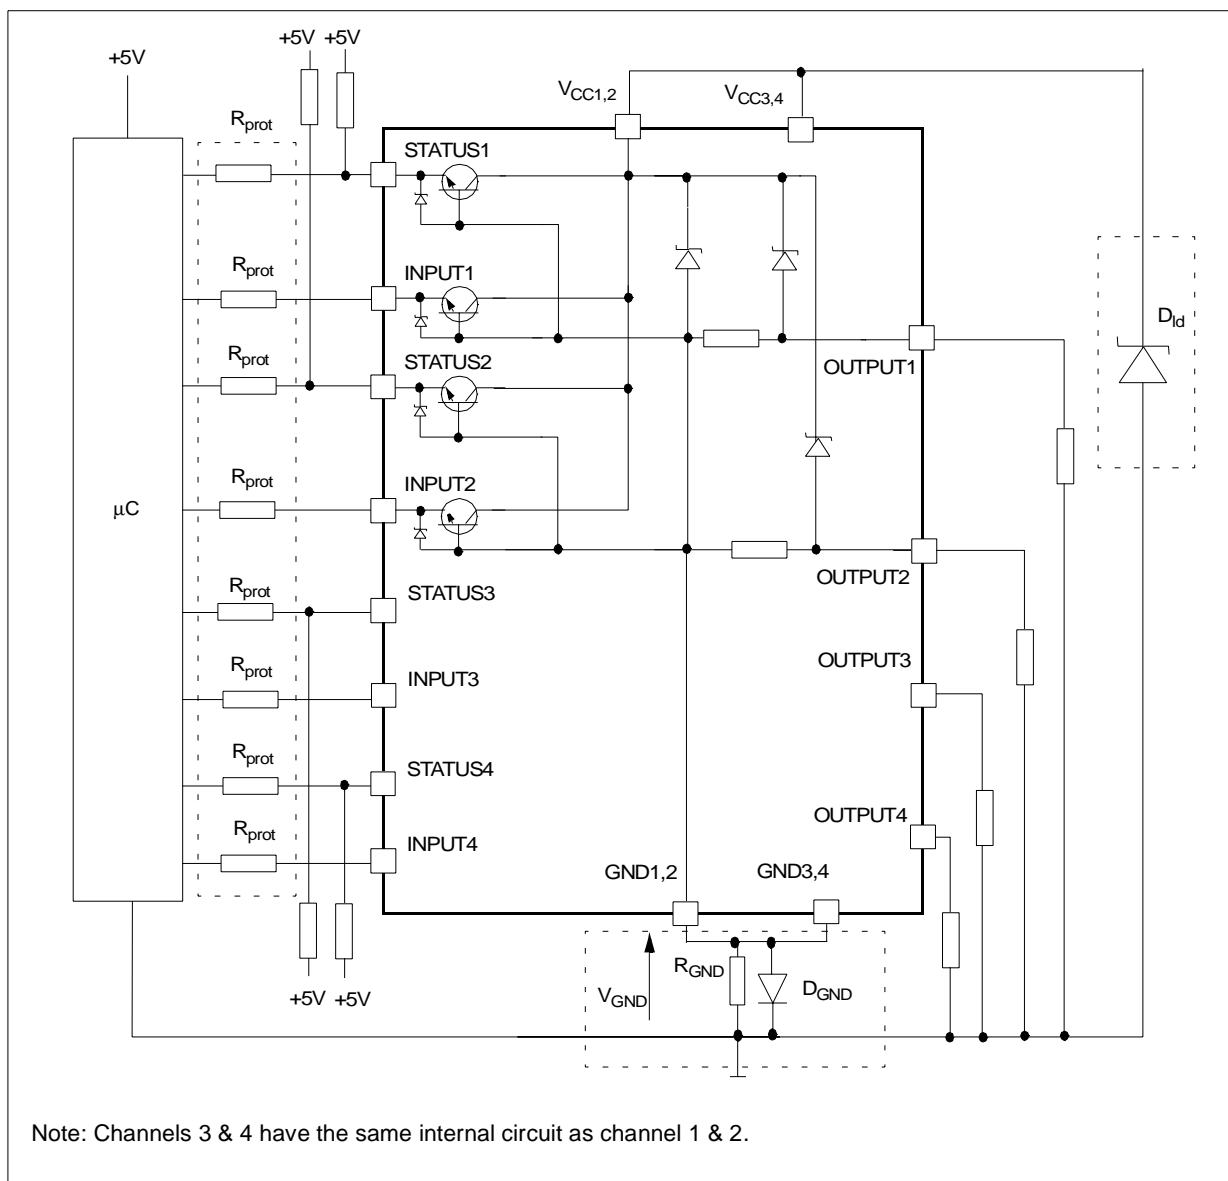 +5V +5V
+5V
V_CC1,2
V_CC3,4
R_prot
STATUS1
R_prot
INPUT1
D_ld
R_prot
STATUS2
OUTPUT1
R_prot
INPUT2
μC
OUTPUT2
R_prot
STATUS3
OUTPUT3
R_prot
INPUT3
R_prot
STATUS4
OUTPUT4
R_prot
INPUT4
GND1,2
GND3,4
R_GND
V_GND
D_GND
+5V +5V
Note: Channels 3 & 4 have the same internal circuit as channel 1 & 2.